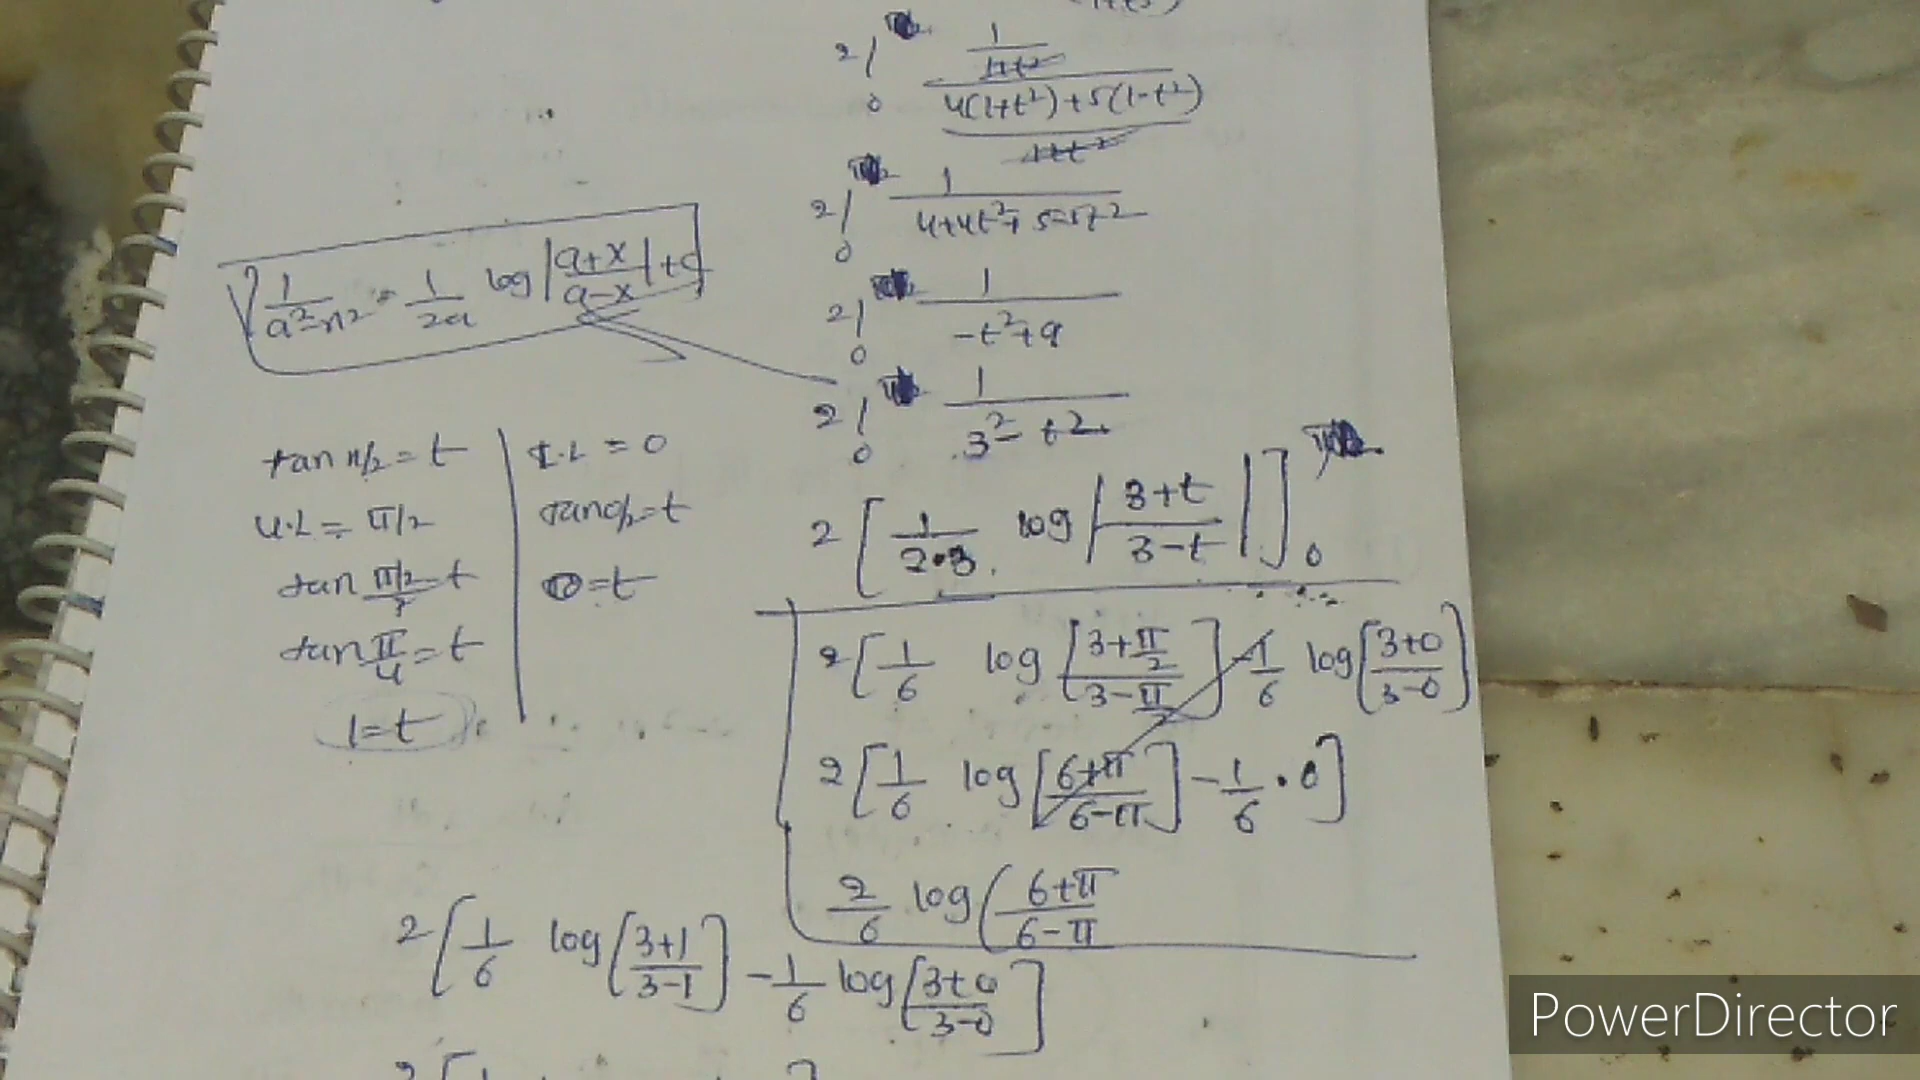 2∫₀ 1/(1+t²) / (4(1+t²)+5(1-t²))/(1+t²)
2∫₀ 1/(4+4t²+5-5t²)
2∫₀ 1/(-t²+9)
2∫₀ 1/(3²-t²)
2[1/(2·3) log|(3+t)/(3-t)|]₀
∫1/(a²-x²) = 1/(2a) log|(a+x)/(a-x)|+c
tan x/2 = t
U.L = π/2
tan (π/2)/2 = t
tan π/4 = t
1=t
L.L = 0
tan 0/2 = t
0=t
2[1/6 log[(3+π/2)/(3-π/2)] - 1/6 log[(3+0)/(3-0)]
2[1/6 log[(6+π)/(6-π)] - 1/6 · 0]
2/6 log((6+π)/(6-π)
2[1/6 log[(3+1)/(3-1)] - 1/6 log[(3+0)/(3-0)]
PowerDirector